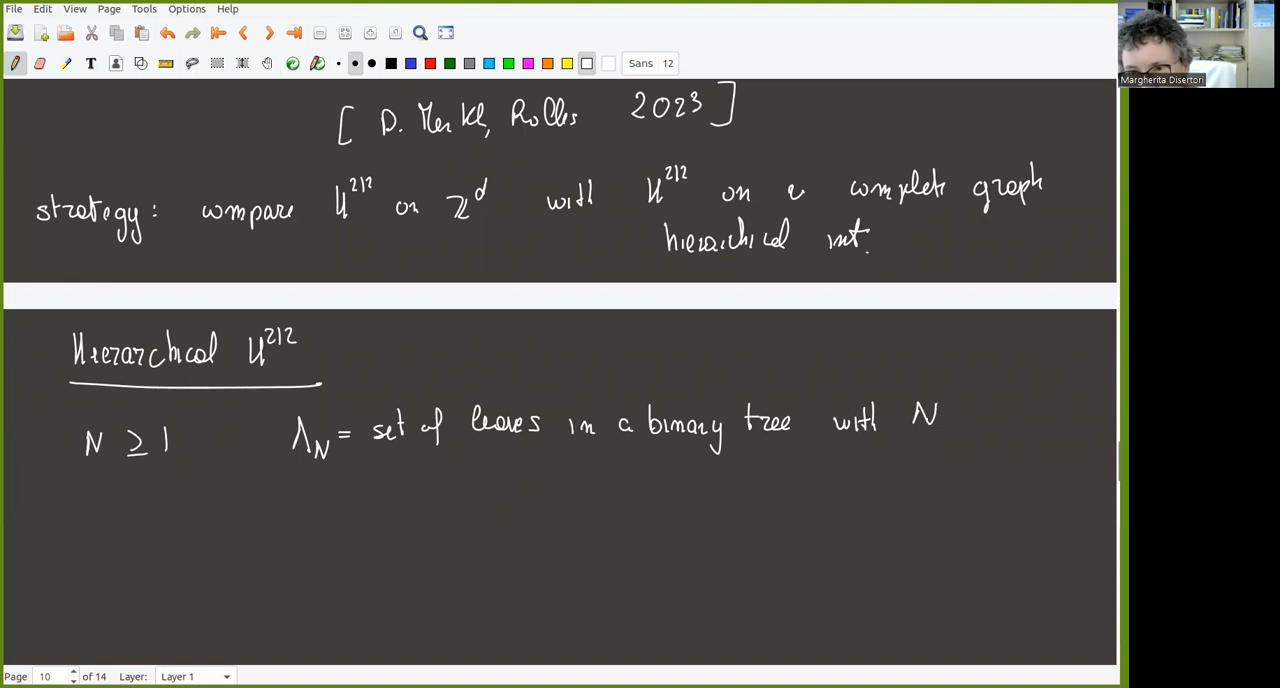 File Edit View Page Tools Options Help
Sans 12
Margherita Disertori
[ D. Merkl, Rolles 2023 ]
strategy: compare H^{2|2} on Z^d with H^{2|2} on a complete graph
hierarchical int.
Hierarchical H^{2|2}
N ≥ 1 Λ_N = set of leaves in a binary tree with N
Page 10 of 14 Layer: Layer 1